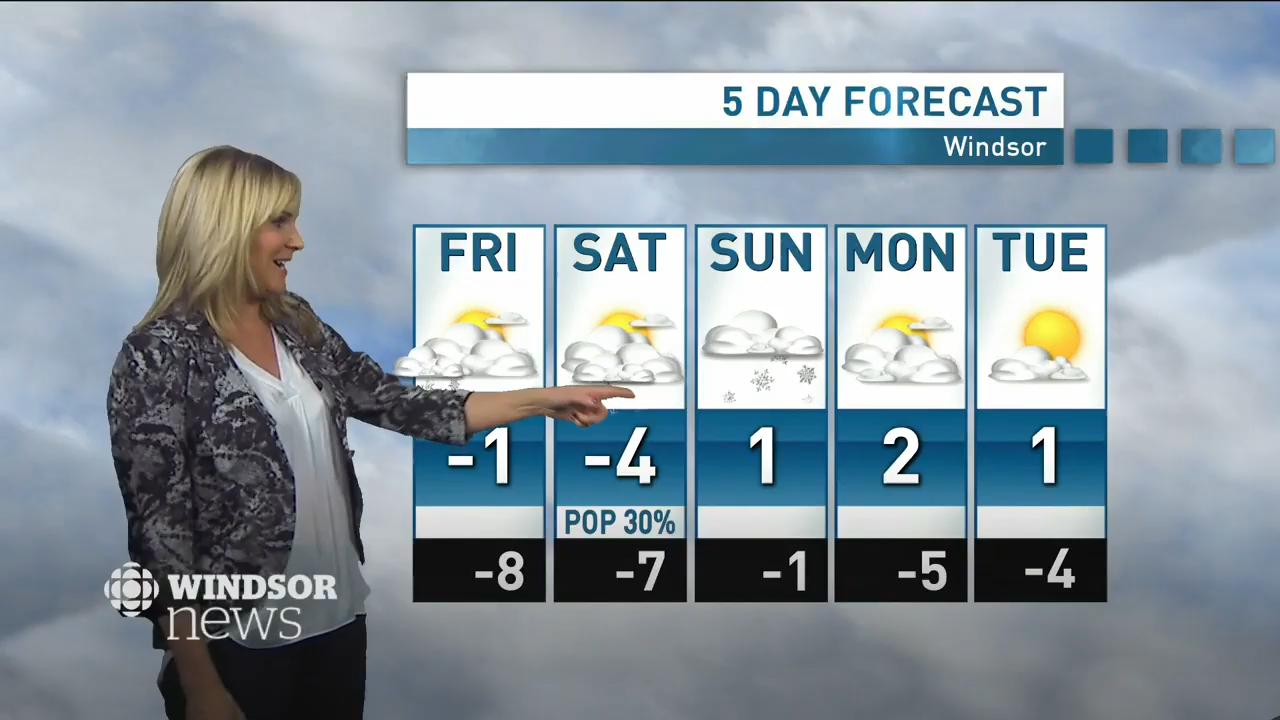 5 DAY FORECAST
Windsor
FRI SAT SUN MON TUE
-1 -4 1 2 1
POP 30%
-8 -7 -1 -5 -4
WINDSOR
news